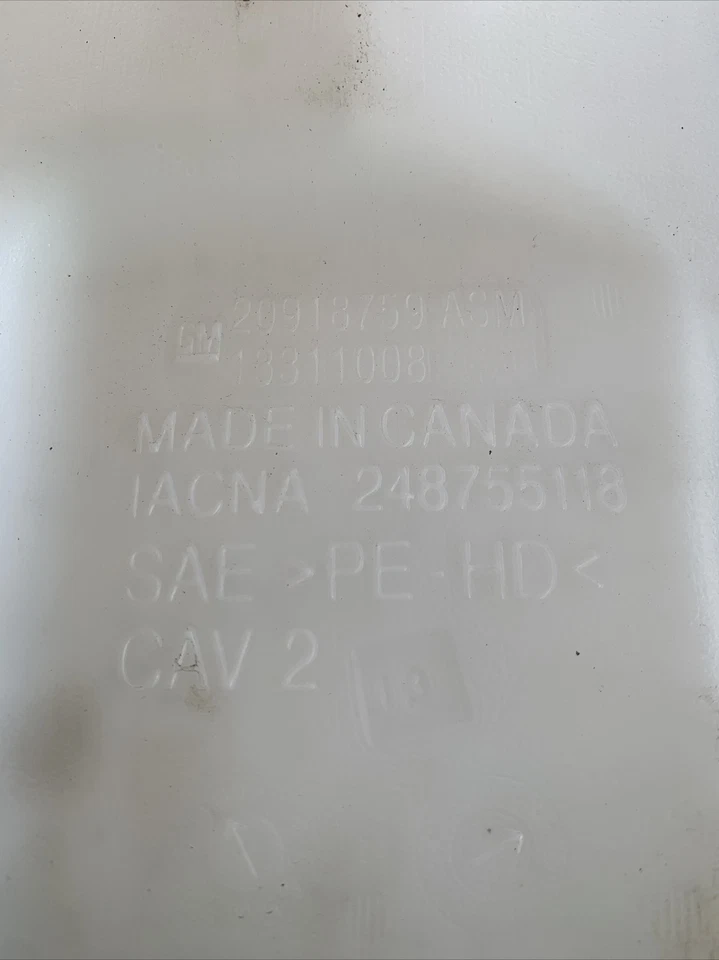 GM 20918759 ASM
13311008
MADE IN CANADA
IACNA 248755118
SAE >PE-HD<
CAV 2